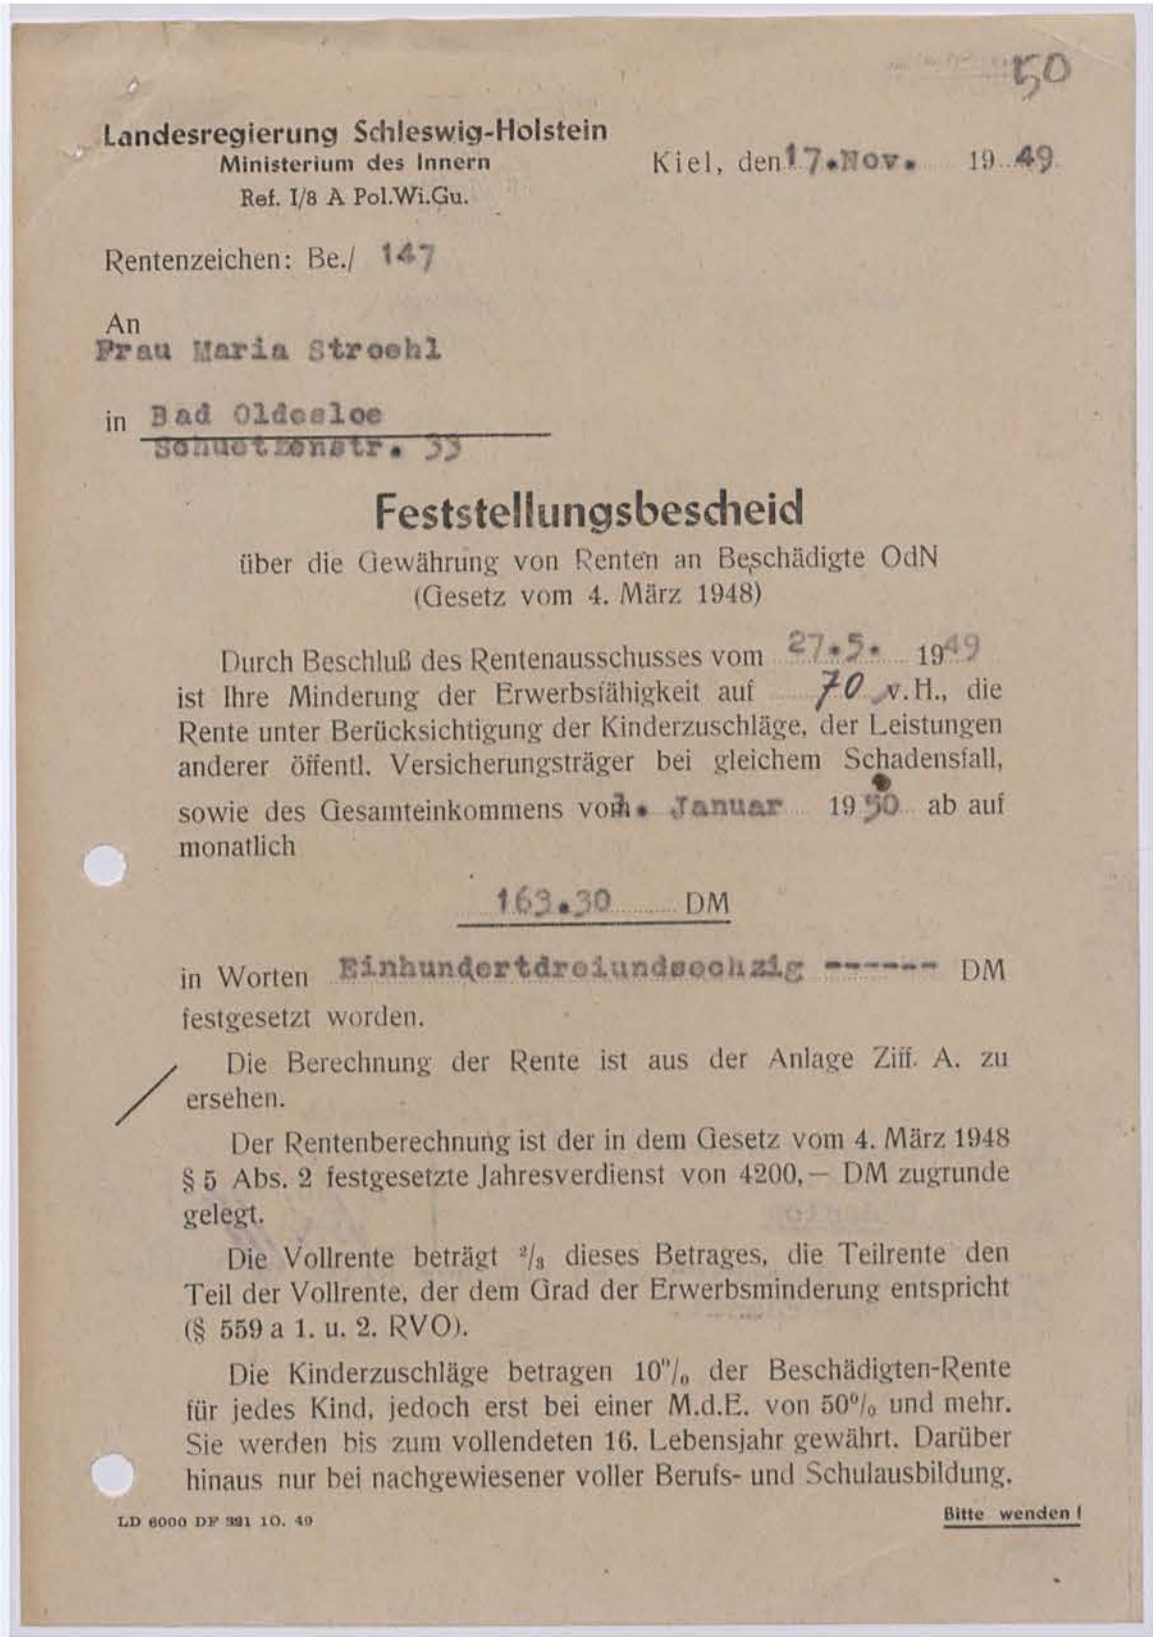 50
Landesregierung Schleswig-Holstein
Ministerium des Innern
Kiel, den 17.Nov. 1949
Ref. I/8 A Pol.Wi.Gu.
Rentenzeichen: Be./ 147
An
Frau Maria Stroehl
in Bad Oldesloe
Schuetzenstr. 33
Feststellungsbescheid
über die Gewährung von Renten an Beschädigte OdN
(Gesetz vom 4. März 1948)
Durch Beschluß des Rentenausschusses vom 27.5. 1949
ist Ihre Minderung der Erwerbsfähigkeit auf 70 v.H., die
Rente unter Berücksichtigung der Kinderzuschläge, der Leistungen
anderer öffentl. Versicherungsträger bei gleichem Schadensfall,
sowie des Gesamteinkommens vom 1. Januar 1950 ab auf
monatlich
163.30 DM
in Worten Einhundertdreiundsechzig ------ DM
festgesetzt worden.
Die Berechnung der Rente ist aus der Anlage Ziff. A. zu
ersehen.
Der Rentenberechnung ist der in dem Gesetz vom 4. März 1948
§ 5 Abs. 2 festgesetzte Jahresverdienst von 4200,— DM zugrunde
gelegt.
Die Vollrente beträgt 2/3 dieses Betrages, die Teilrente den
Teil der Vollrente, der dem Grad der Erwerbsminderung entspricht
(§ 559 a 1. u. 2. RVO).
Die Kinderzuschläge betragen 10% der Beschädigten-Rente
für jedes Kind, jedoch erst bei einer M.d.E. von 50% und mehr.
Sie werden bis zum vollendeten 16. Lebensjahr gewährt. Darüber
hinaus nur bei nachgewiesener voller Berufs- und Schulausbildung.
LD 6000 DF 391 10. 49
Bitte wenden !